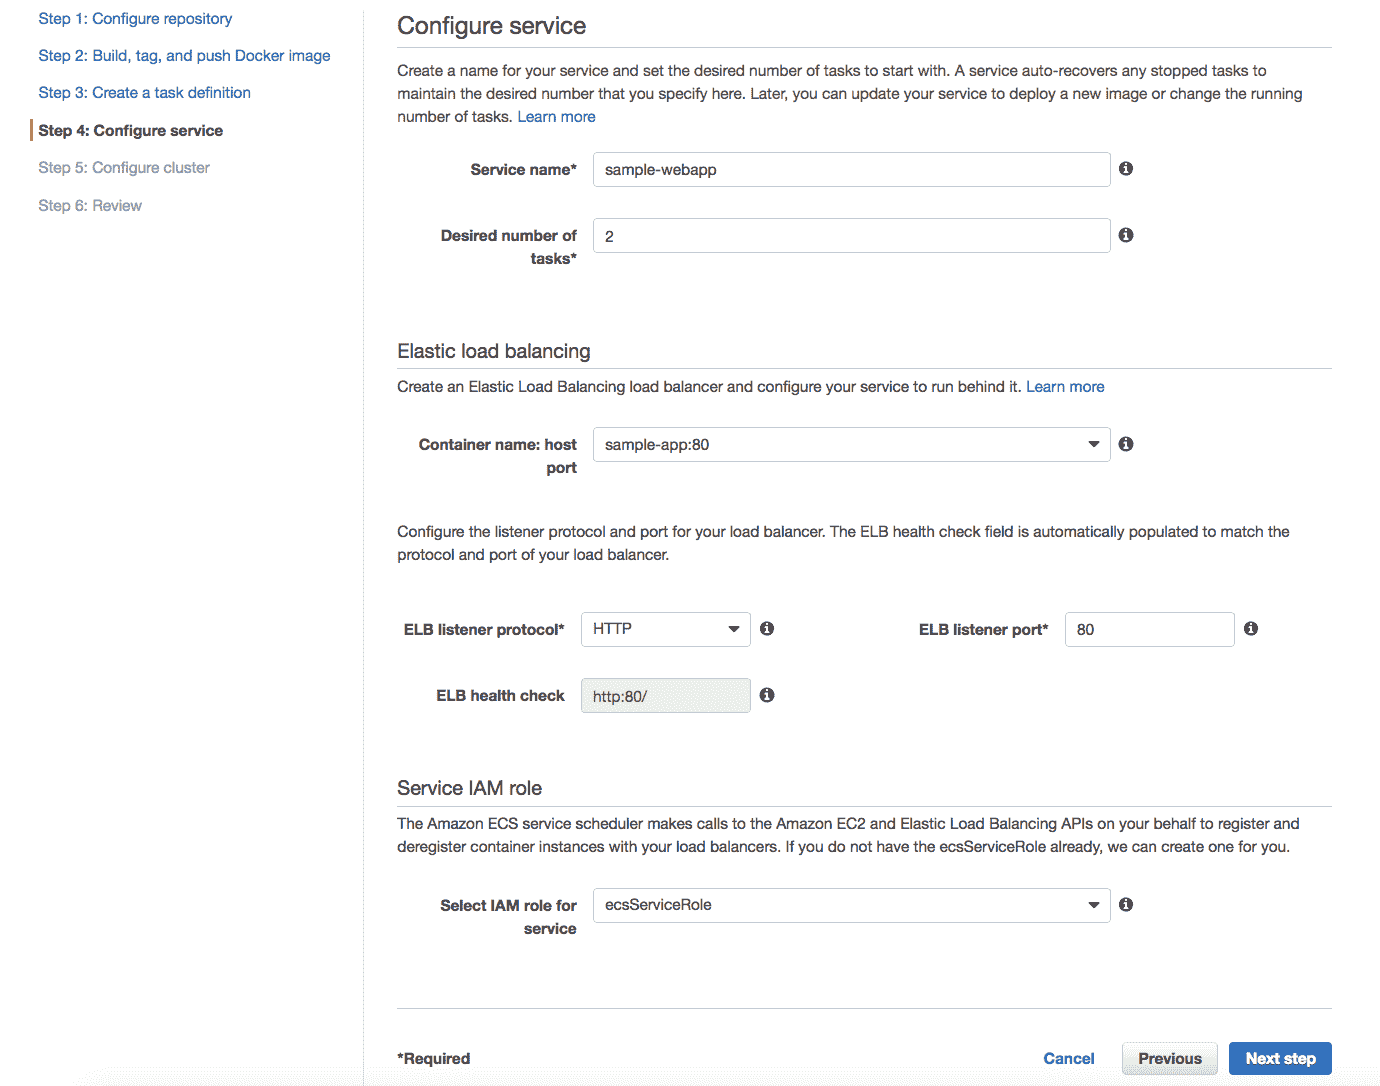 Step 1: Configure repository
Step 2: Build, tag, and push Docker image
Step 3: Create a task definition
Step 4: Configure service
Step 5: Configure cluster
Step 6: Review
Configure service
Create a name for your service and set the desired number of tasks to start with. A service auto-recovers any stopped tasks to
maintain the desired number that you specify here. Later, you can update your service to deploy a new image or change the running
number of tasks. Learn more
Service name* sample-webapp
Desired number of
tasks* 2
Elastic load balancing
Create an Elastic Load Balancing load balancer and configure your service to run behind it. Learn more
Container name: host
port sample-app:80
Configure the listener protocol and port for your load balancer. The ELB health check field is automatically populated to match the
protocol and port of your load balancer.
ELB listener protocol* HTTP ELB listener port* 80
ELB health check http:80/
Service IAM role
The Amazon ECS service scheduler makes calls to the Amazon EC2 and Elastic Load Balancing APIs on your behalf to register and
deregister container instances with your load balancers. If you do not have the ecsServiceRole already, we can create one for you.
Select IAM role for
service ecsServiceRole
*Required Cancel Previous Next step